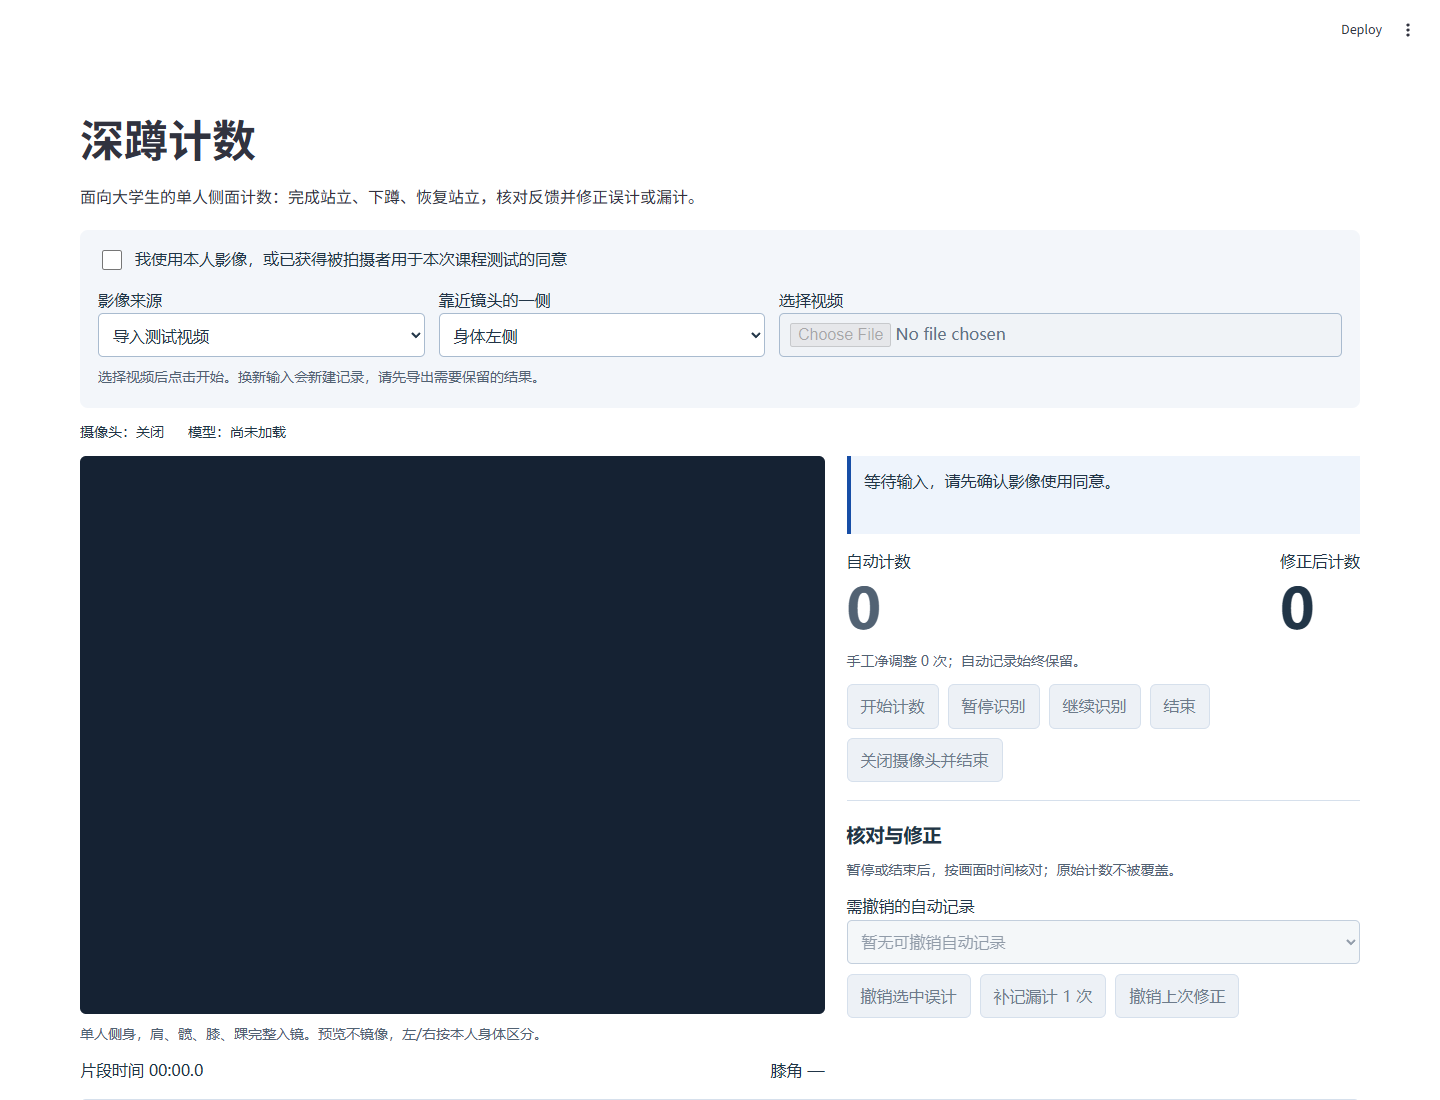 Deploy
深蹲计数
面向大学生的单人侧面计数：完成站立、下蹲、恢复站立，核对反馈并修正误计或漏计。
我使用本人影像，或已获得被拍摄者用于本次课程测试的同意
影像来源
靠近镜头的一侧
选择视频
导入测试视频
身体左侧
Choose File No file chosen
选择视频后点击开始。换新输入会新建记录，请先导出需要保留的结果。
摄像头：关闭 模型：尚未加载
等待输入，请先确认影像使用同意。
自动计数
修正后计数
0
0
手工净调整 0 次；自动记录始终保留。
开始计数
暂停识别
继续识别
结束
关闭摄像头并结束
核对与修正
暂停或结束后，按画面时间核对；原始计数不被覆盖。
需撤销的自动记录
暂无可撤销自动记录
撤销选中误计
补记漏计 1 次
撤销上次修正
单人侧身，肩、髋、膝、踝完整入镜。预览不镜像，左/右按本人身体区分。
片段时间 00:00.0
膝角 —